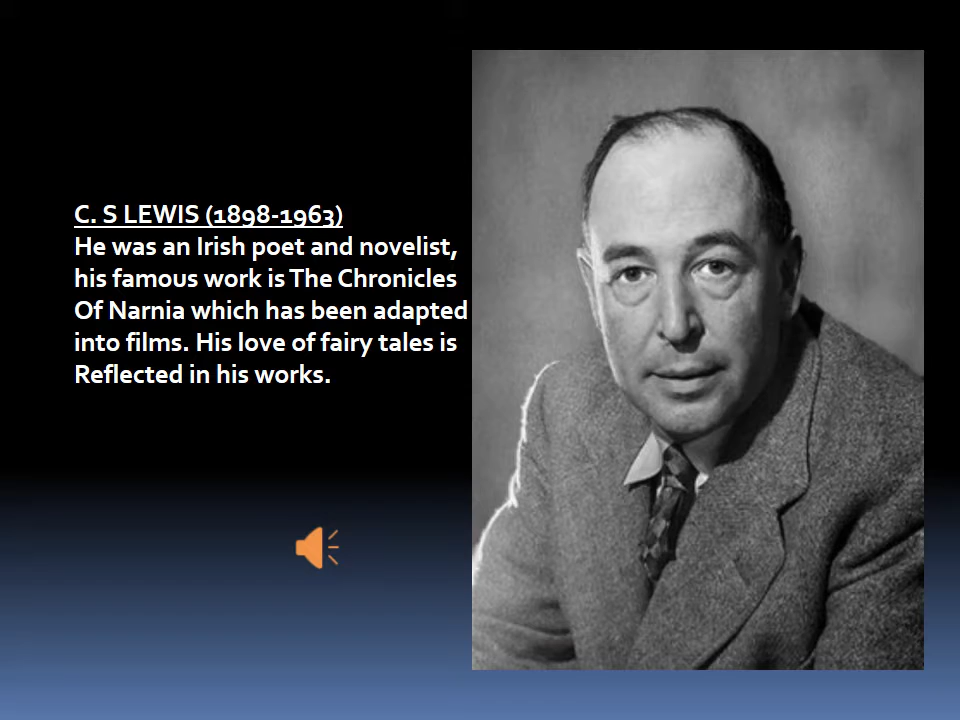 C. S LEWIS (1898-1963)
He was an Irish poet and novelist,
his famous work is The Chronicles
Of Narnia which has been adapted
into films. His love of fairy tales is
Reflected in his works.